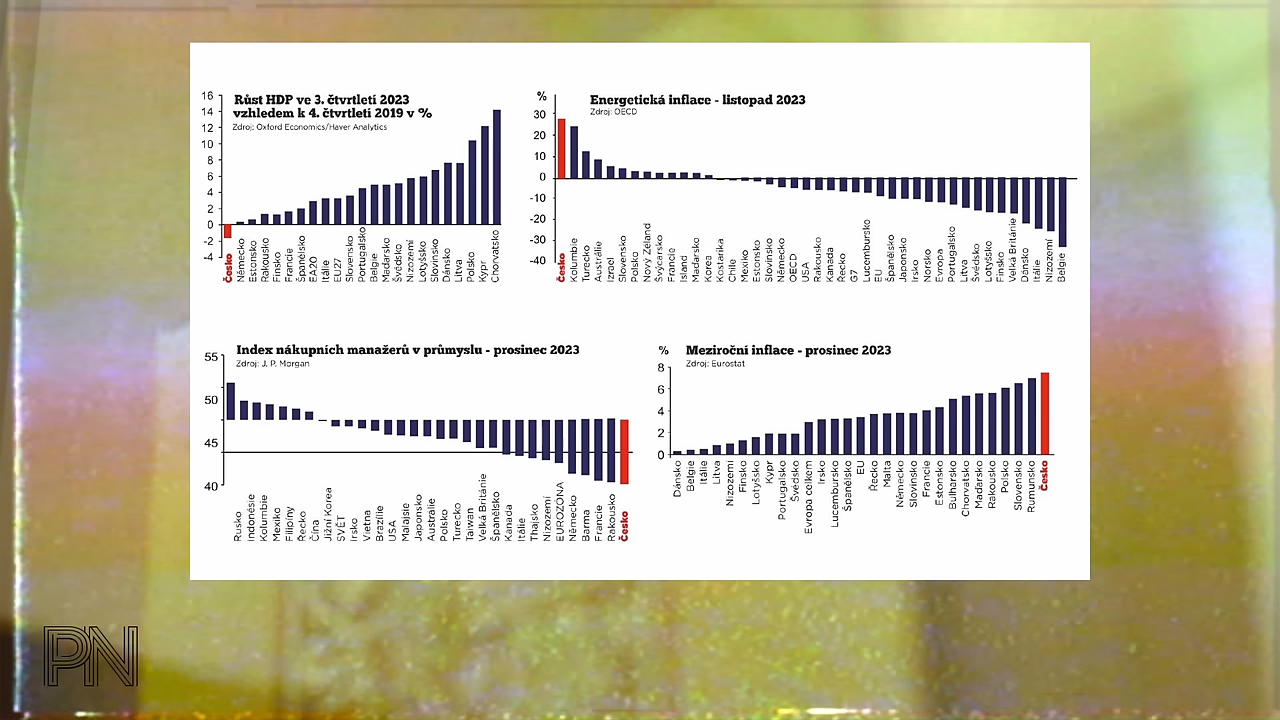 Růst HDP ve 3. čtvrtletí 2023
vzhledem k 4. čtvrtletí 2019 v %
Zdroj: Oxford Economics/Haver Analytics
16
14
12
10
8
6
4
2
0
-2
-4
Česko
Německo
Estonsko
Rakousko
Finsko
Francie
Španělsko
EA20
Itálie
EU27
Slovensko
Portugalsko
Belgie
Maďarsko
Švédsko
Nizozemí
Lotyšsko
Slovinsko
Dánsko
Litva
Polsko
Kypr
Chorvatsko
Energetická inflace - listopad 2023
Zdroj: OECD
%
30
20
10
0
-10
-20
-30
-40
Česko
Kolumbie
Turecko
Austrálie
Izrael
Slovensko
Polsko
Nový Zéland
Švýcarsko
Francie
Island
Maďarsko
Korea
Kostarika
Chile
Mexiko
Estonsko
Slovinsko
Německo
OECD
USA
Rakousko
Kanada
Řecko
G7
Lucembursko
EU
Španělsko
Japonsko
Irsko
Norsko
Evropa
Portugalsko
Litva
Švédsko
Lotyšsko
Finsko
Velká Británie
Dánsko
Itálie
Nizozemí
Belgie
Index nákupních manažerů v průmyslu - prosinec 2023
Zdroj: J. P. Morgan
55
50
45
40
Rusko
Indonésie
Kolumbie
Mexiko
Filipíny
Řecko
Čína
Jižní Korea
SVĚT
Irsko
Vietna
Brazílie
USA
Malajsie
Japonsko
Austrálie
Polsko
Turecko
Taiwan
Velká Británie
Španělsko
Kanada
Itálie
Thajsko
Nizozemí
EUROZÓNA
Německo
Barma
Francie
Rakousko
Česko
Meziroční inflace - prosinec 2023
Zdroj: Eurostat
%
8
6
4
2
0
Dánsko
Belgie
Itálie
Litva
Nizozemí
Finsko
Lotyšsko
Kypr
Portugalsko
Švédsko
Evropa celkem
Irsko
Lucembursko
Španělsko
EU
Řecko
Malta
Německo
Slovinsko
Francie
Estonsko
Bulharsko
Chorvatsko
Maďarsko
Rakousko
Polsko
Slovensko
Rumunsko
Česko
PN